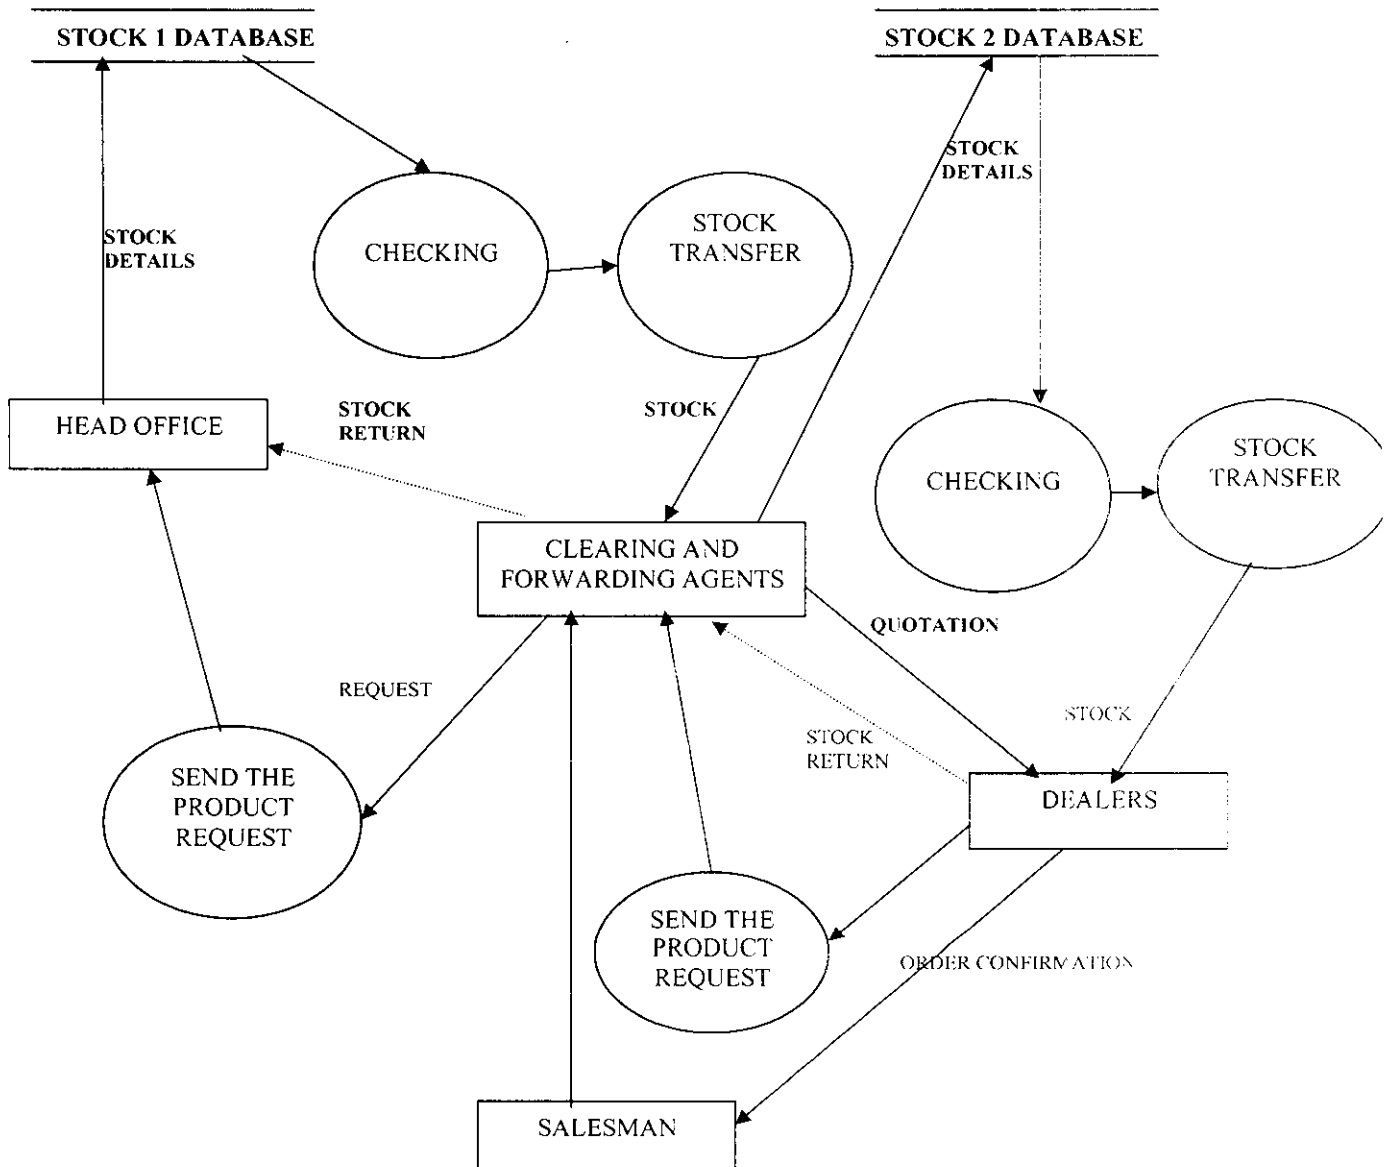 STOCK 1 DATABASE
STOCK 2 DATABASE
STOCK
DETAILS
STOCK
DETAILS
CHECKING
STOCK
TRANSFER
HEAD OFFICE
STOCK
RETURN
STOCK
CHECKING
STOCK
TRANSFER
CLEARING AND
FORWARDING AGENTS
QUOTATION
REQUEST
STOCK
STOCK
RETURN
SEND THE
PRODUCT
REQUEST
DEALERS
SEND THE
PRODUCT
REQUEST
ORDER CONFIRMATION
SALESMAN